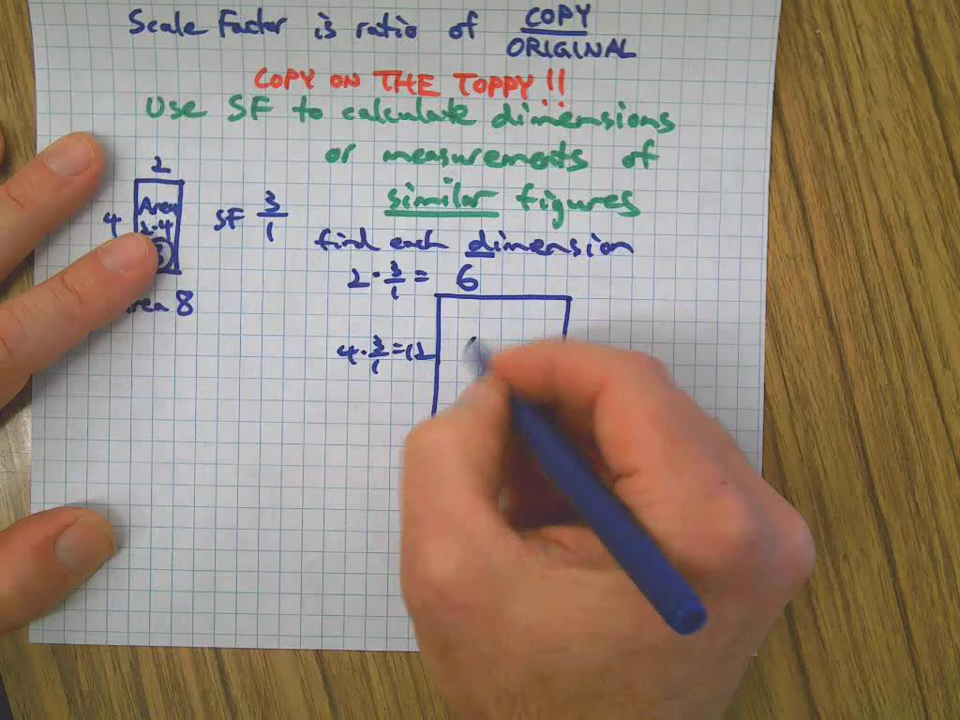 Scale Factor is ratio of COPY
ORIGINAL
COPY ON THE TOPPY!!
Use SF to calculate dimensions
or measurements of
similar figures
2
Area
4
2·4
SF 3/1
find each dimension
2·3/1= 6
8
4·3/1=12